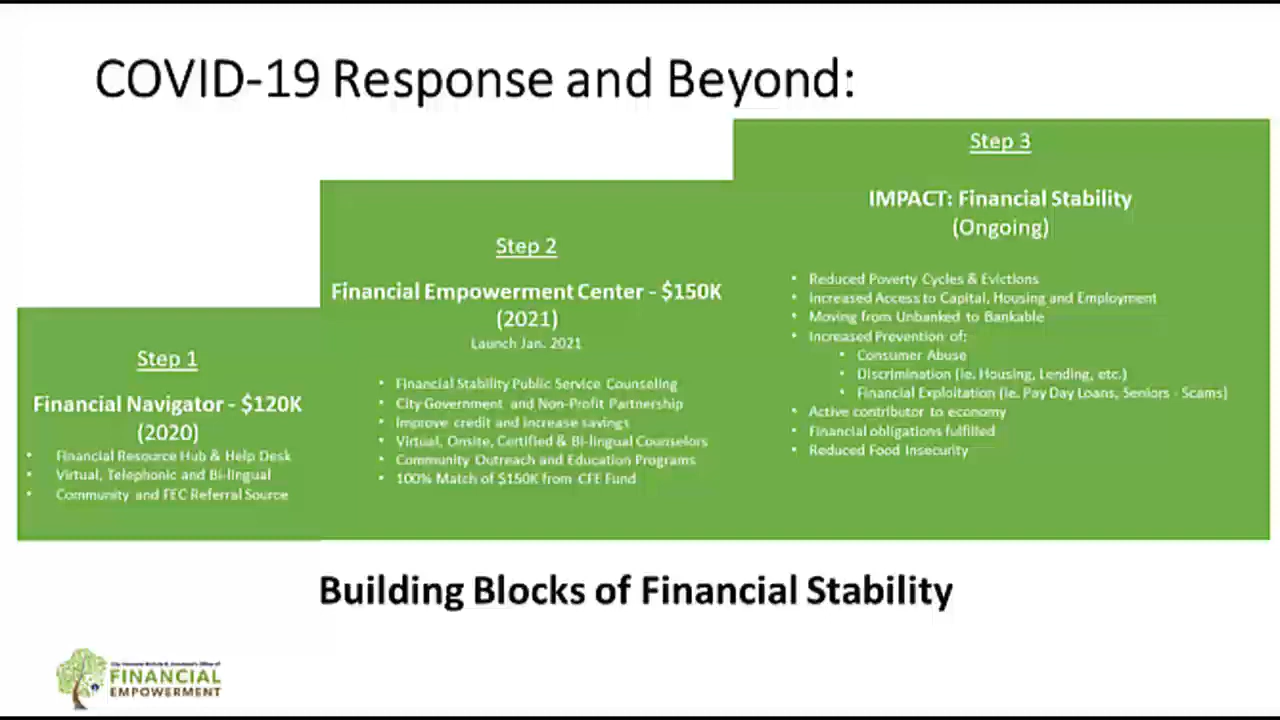 COVID-19 Response and Beyond:
Step 1
Financial Navigator - $120K
(2020)
• Financial Resource Hub & Help Desk
• Virtual, Telephonic and Bi-lingual
• Community and FEC Referral Source
Step 2
Financial Empowerment Center - $150K
(2021)
Launch Jan. 2021
• Financial Stability Public Service Counseling
• City Government and Non-Profit Partnership
• Improve credit and increase savings
• Virtual, Onsite, Certified & Bi-lingual Counselors
• Community Outreach and Education Programs
• 100% Match of $150K from CFE Fund
Step 3
IMPACT: Financial Stability
(Ongoing)
• Reduced Poverty Cycles & Evictions
• Increased Access to Capital, Housing and Employment
• Moving from Unbanked to Bankable
• Increased Prevention of:
• Consumer Abuse
• Discrimination (ie. Housing, Lending, etc.)
• Financial Exploitation (ie. Pay Day Loans, Seniors - Scams)
• Active contributor to economy
• Financial obligations fulfilled
• Reduced Food Insecurity
Building Blocks of Financial Stability
Office of
FINANCIAL
EMPOWERMENT